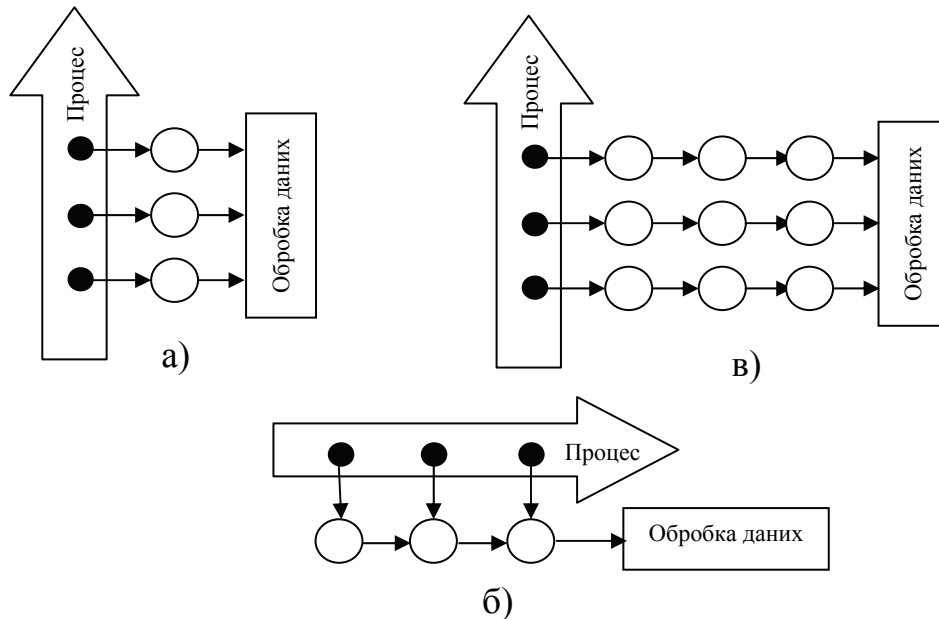 Процес
Обробка даних
а)
Процес
Обробка даних
в)
Процес
Обробка даних
б)